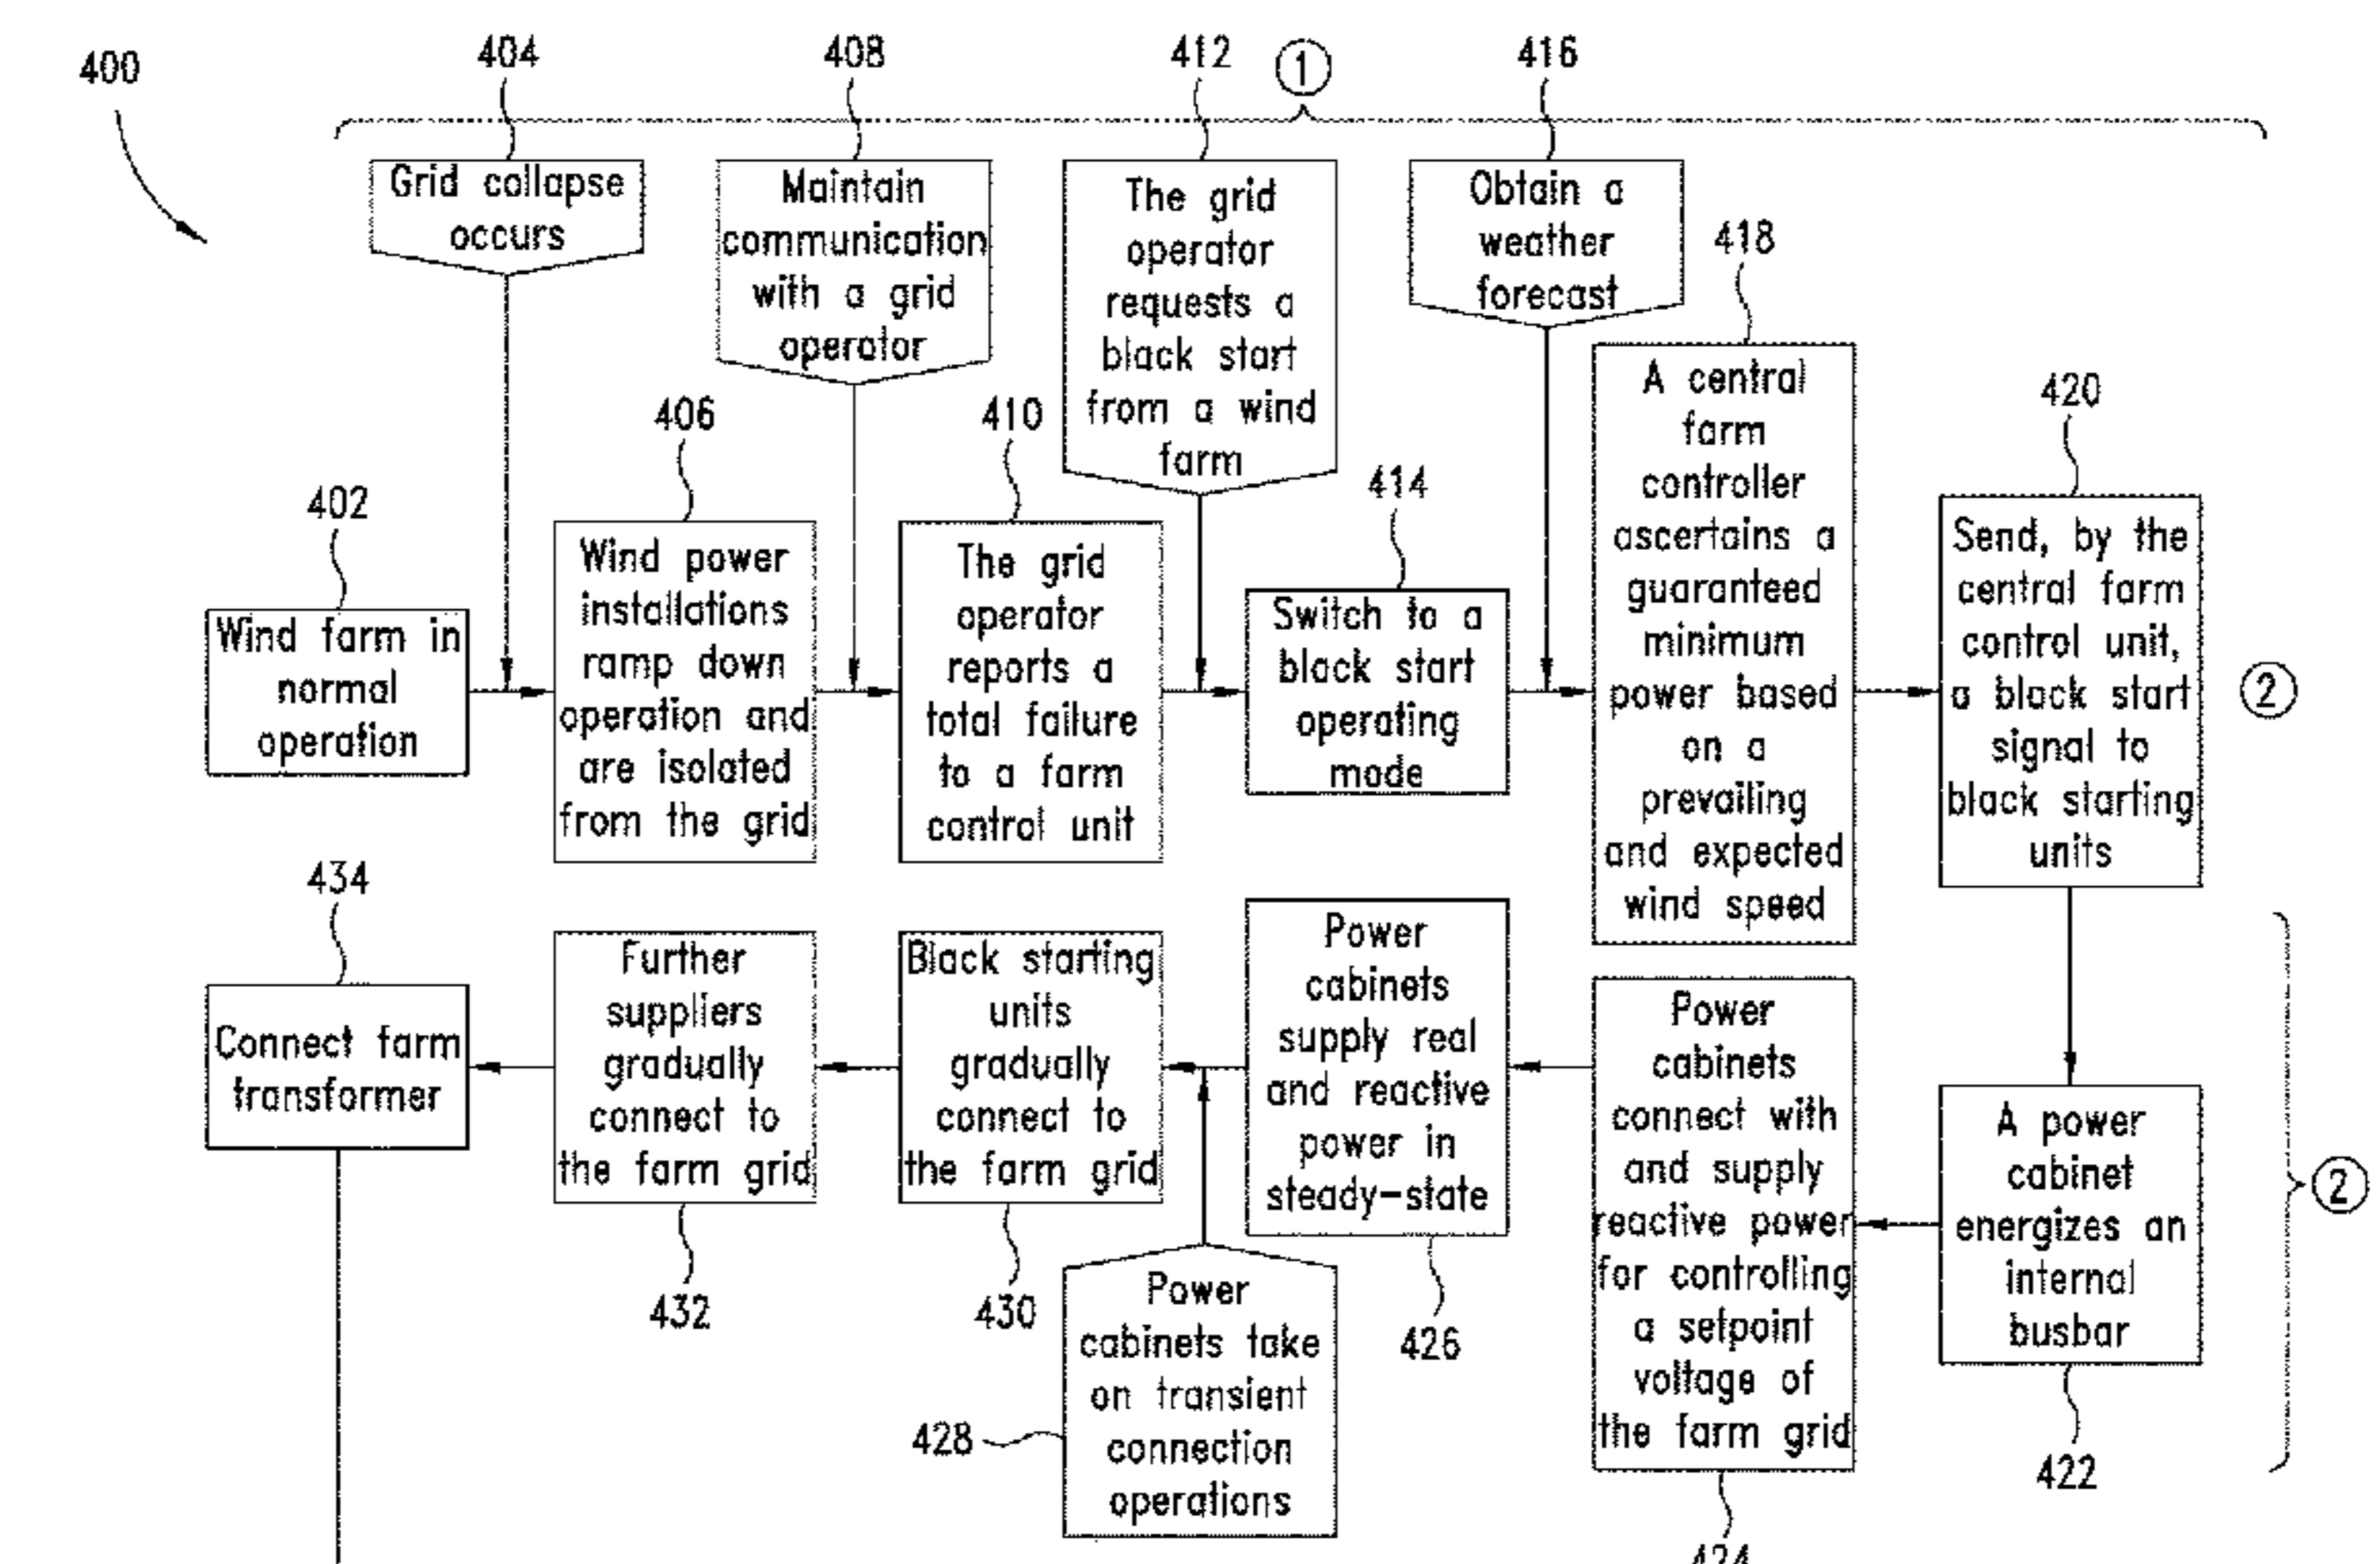 400
404
408
412
1
416
Grid collapse
occurs
Maintain
communication
with a grid
operator
The grid
operator
requests a
black start
from a wind
farm
Obtain a
weather
forecast
402
Wind farm in
normal
operation
406
Wind power
installations
ramp down
operation and
are isolated
from the grid
410
The grid
operator
reports a
total failure
to a farm
control unit
414
Switch to a
black start
operating
mode
418
A central
farm
controller
ascertains a
guaranteed
minimum
power based
on a
prevailing
and expected
wind speed
420
Send, by the
central farm
control unit,
a black start
signal to
black starting
units
2
434
Connect farm
transformer
Further
suppliers
gradually
connect to
the farm grid
432
Black starting
units
gradually
connect to
the farm grid
430
Power
cabinets
supply real
and reactive
power in
steady-state
426
Power
cabinets take
on transient
connection
operations
428
Power
cabinets
connect with
and supply
reactive power
for controlling
a setpoint
voltage of
the farm grid
424
A power
cabinet
energizes an
internal
busbar
422
2